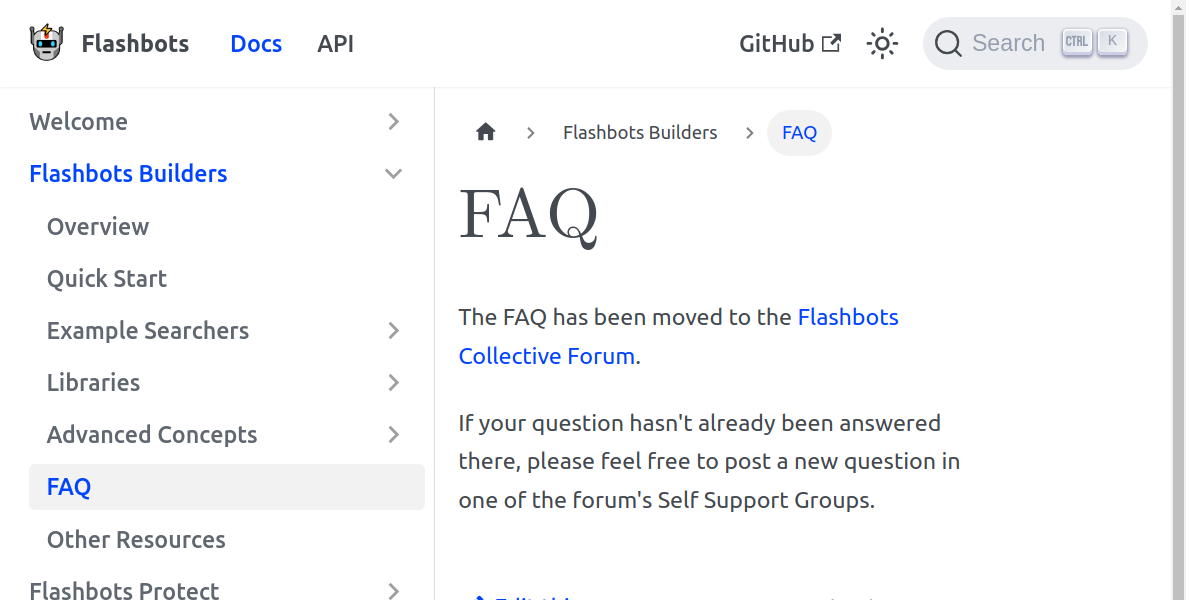 Flashbots Docs API GitHub Search CTRL K
Welcome
Flashbots Builders
Overview
Quick Start
Example Searchers
Libraries
Advanced Concepts
FAQ
Other Resources
Flashbots Protect
Flashbots Builders FAQ
FAQ
The FAQ has been moved to the Flashbots
Collective Forum.
If your question hasn't already been answered
there, please feel free to post a new question in
one of the forum's Self Support Groups.